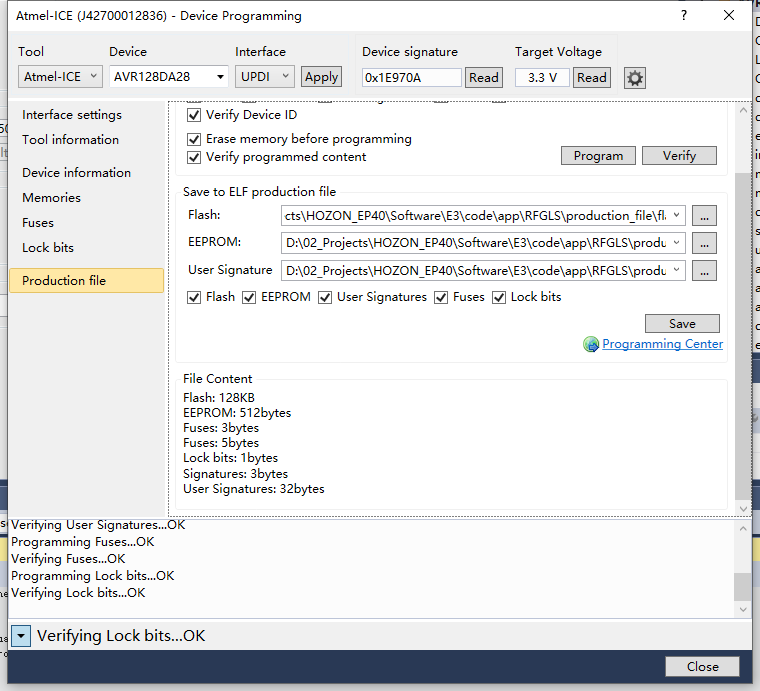 Atmel-ICE (J42700012836) - Device Programming
Tool Device Interface Device signature Target Voltage
Atmel-ICE AVR128DA28 UPDI Apply 0x1E970A Read 3.3 V Read
Interface settings
Tool information
Device information
Memories
Fuses
Lock bits
Production file
Verify Device ID
Erase memory before programming
Verify programmed content
Program Verify
Save to ELF production file
Flash: cts\HOZON_EP40\Software\E3\code\app\RFGLS\production_file\fl ...
EEPROM: D:\02_Projects\HOZON_EP40\Software\E3\code\app\RFGLS\produ ...
User Signature D:\02_Projects\HOZON_EP40\Software\E3\code\app\RFGLS\produ ...
Flash EEPROM User Signatures Fuses Lock bits
Save
Programming Center
File Content
Flash: 128KB
EEPROM: 512bytes
Fuses: 3bytes
Fuses: 5bytes
Lock bits: 1bytes
Signatures: 3bytes
User Signatures: 32bytes
Verifying User Signatures...OK
Programming Fuses...OK
Verifying Fuses...OK
Programming Lock bits...OK
Verifying Lock bits...OK
Verifying Lock bits...OK
Close